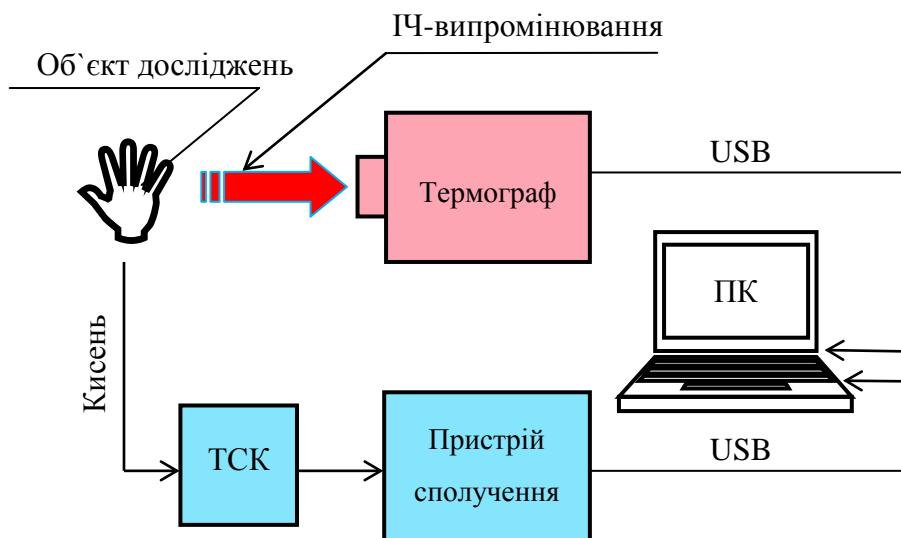 ІЧ-випромінювання
Об`єкт досліджень
USB
Термограф
ПК
Кисень
ТСК
Пристрій
сполучення
USB